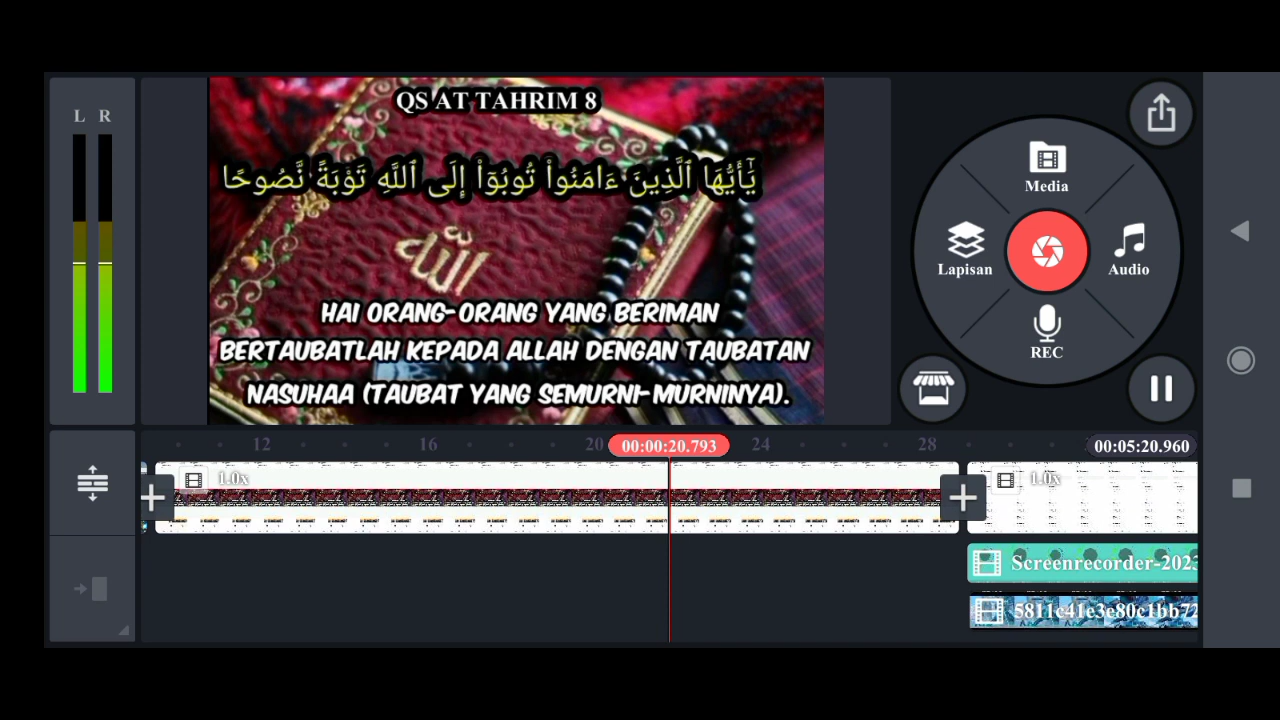 L R
QS AT TAHRIM 8
يَٰٓأَيُّهَا ٱلَّذِينَ ءَامَنُوا۟ تُوبُوٓا۟ إِلَى ٱللَّهِ تَوْبَةً نَّصُوحًا
الله
HAI ORANG-ORANG YANG BERIMAN
BERTAUBATLAH KEPADA ALLAH DENGAN TAUBATAN
NASUHAA (TAUBAT YANG SEMURNI-MURNINYA).
Media
Lapisan
Audio
REC
12 16 20 00:00:20.793 24 28 00:05:20.960
1.0x 1.0x
Screenrecorder-202
5811c41e3e80c1bb72